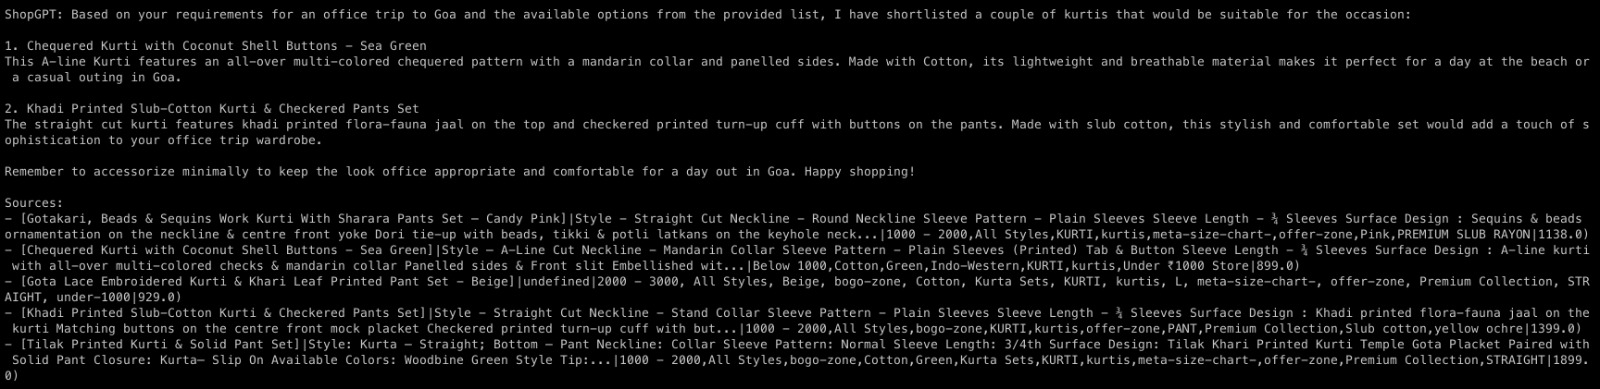 ShopGPT: Based on your requirements for an office trip to Goa and the available options from the provided list, I have shortlisted a couple of kurtis that would be suitable for the occasion:
1. Chequered Kurti with Coconut Shell Buttons - Sea Green
This A-line Kurti features an all-over multi-colored chequered pattern with a mandarin collar and panelled sides. Made with Cotton, its lightweight and breathable material makes it perfect for a day at the beach or
a casual outing in Goa.
2. Khadi Printed Slub-Cotton Kurti & Checkered Pants Set
The straight cut kurti features khadi printed flora-fauna jaal on the top and checkered printed turn-up cuff with buttons on the pants. Made with slub cotton, this stylish and comfortable set would add a touch of s
ophistication to your office trip wardrobe.
Remember to accessorize minimally to keep the look office appropriate and comfortable for a day out in Goa. Happy shopping!
Sources:
- [Gotakari, Beads & Sequins Work Kurti With Sharara Pants Set – Candy Pink]|Style - Straight Cut Neckline - Round Neckline Sleeve Pattern - Plain Sleeves Sleeve Length - ¾ Sleeves Surface Design : Sequins & beads
ornamentation on the neckline & centre front yoke Dori tie-up with beads, tikki & potli latkans on the keyhole neck...|1000 - 2000,All Styles,KURTI,kurtis,meta-size-chart-,offer-zone,Pink,PREMIUM SLUB RAYON|1138.0)
- [Chequered Kurti with Coconut Shell Buttons - Sea Green]|Style - A-Line Cut Neckline - Mandarin Collar Sleeve Pattern - Plain Sleeves (Printed) Tab & Button Sleeve Length - ¾ Sleeves Surface Design : A-line kurti
with all-over multi-colored checks & mandarin collar Panelled sides & Front slit Embellished wit...|Below 1000,Cotton,Green,Indo-Western,KURTI,kurtis,Under ₹1000 Store|899.0)
- [Gota Lace Embroidered Kurti & Khari Leaf Printed Pant Set - Beige]|undefined|2000 - 3000, All Styles, Beige, bogo-zone, Cotton, Kurta Sets, KURTI, kurtis, L, meta-size-chart-, offer-zone, Premium Collection, STR
AIGHT, under-1000|929.0)
- [Khadi Printed Slub-Cotton Kurti & Checkered Pants Set]|Style - Straight Cut Neckline - Stand Collar Sleeve Pattern - Plain Sleeves Sleeve Length - ¾ Sleeves Surface Design : Khadi printed flora-fauna jaal on the
kurti Matching buttons on the centre front mock placket Checkered printed turn-up cuff with but...|1000 - 2000,All Styles,bogo-zone,KURTI,kurtis,offer-zone,PANT,Premium Collection,Slub cotton,yellow ochre|1399.0)
- [Tilak Printed Kurti & Solid Pant Set]|Style: Kurta - Straight; Bottom - Pant Neckline: Collar Sleeve Pattern: Normal Sleeve Length: 3/4th Surface Design: Tilak Khari Printed Kurti Temple Gota Placket Paired with
Solid Pant Closure: Kurta– Slip On Available Colors: Woodbine Green Style Tip:...|1000 - 2000,All Styles,bogo-zone,Cotton,Green,Kurta Sets,KURTI,kurtis,meta-size-chart-,offer-zone,Premium Collection,STRAIGHT|1899.
0)